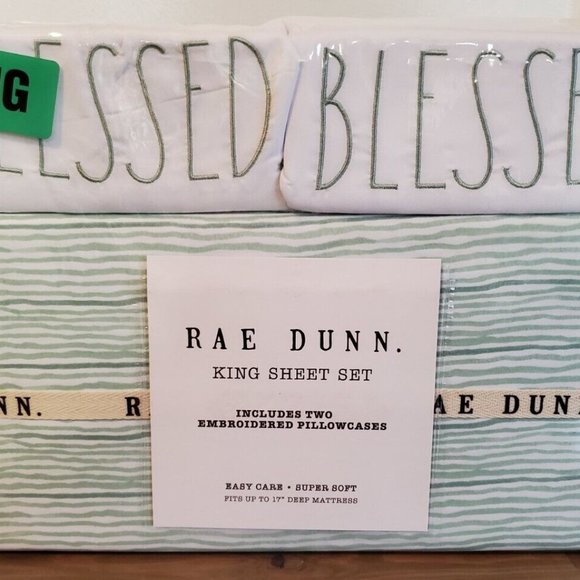 NG
LESSED
BLESSE
RAE DUNN.
KING SHEET SET
INCLUDES TWO
EMBROIDERED PILLOWCASES
NN. R AE DUN
EASY CARE • SUPER SOFT
FITS UP TO 17" DEEP MATTRESS